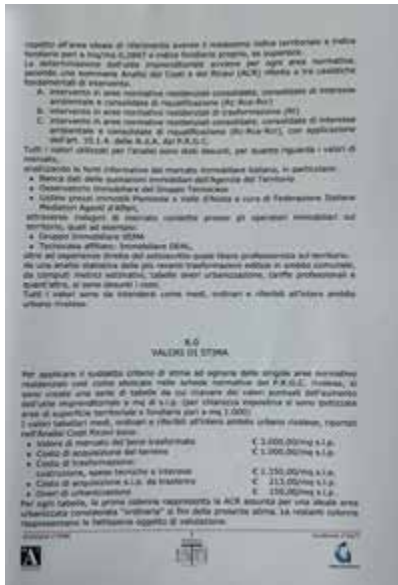 rispetto all'area ideale di riferimento avente il medesimo indice territoriale e indice
fondiario pari a mq/mq 0,2667 e indice fondiario proprio, se superiore.
La determinazione dell'utile imprenditoriale avviene per ogni area normativa,
secondo una sommaria Analisi dei Costi e dei Ricavi (ACR) riferita a tre casistiche
fondamentali di intervento.
A. intervento in aree normative residenziali consolidate, consolidate di interesse
ambientale e consolidate di riqualificazione (Rc Rca-Rcr)
B. intervento in aree normative residenziali di trasformazione (Rt)
C. intervento in aree normative residenziali consolidate, consolidate di interesse
ambientale e consolidate di riqualificazione (Rc-Rca-Rcr), con applicazione
dell'art. 10.1.4. delle N.d.A. del P.R.G.C.
Tutti i valori utilizzati per l'analisi sono stati desunti, per quanto riguarda i valori di
mercato,
analizzando le fonti informative del mercato immobiliare italiano, in particolare:
• Banca dati delle quotazioni immobiliari dell'Agenzia del Territorio
• Osservatorio Immobiliare del Gruppo Tecnocasa
• Listino prezzi immobili Piemonte e Valle d'Aosta a cura di Federazione Italiana
Mediatori Agenti d'Affari,
attraverso indagini di mercato condotte presso gli operatori immobiliari sul
territorio, quali ad esempio:
• Gruppo Immobiliare
• Tecnocasa affiliato: Immobiliare
oltre ad esperienze dirette del sottoscritto quale libero professionista sul territorio.
da una analisi statistica delle più recenti trasformazioni edilizie in ambito comunale,
da computi metrici estimativi, tabelle oneri urbanizzazione, tariffe professionali e
quant'altro, si sono desunti i costi.
Tutti i valori sono da intendersi come medi, ordinari e riferibili all'intero ambito
urbano rivolese.
VALORI DI STIMA
Per applicare il suddetto criterio di stima ad ognuna delle singole aree normative
residenziali così come elencate nelle schede normative del P.R.G.C. rivolese, si
sono create una serie di tabelle da cui ricavare dei valori puntuali dell'aumento
dell'utile imprenditoriale a mq di s.l.p. (per chiarezza espositiva si sono ipotizzate
aree di superficie territoriale e fondiaria pari a mq 1.000)
I valori tabellari medi, ordinari e riferibili all'intero ambito urbano rivolese, riportati
nell'Analisi Costi Ricavi sono:
• Valore di mercato del bene trasformato € 3.000,00/mq s.l.p.
• Costo di acquisizione del terreno € 1.000,00/mq s.l.p.
• Costo di trasformazione:
costruzione, spese tecniche e interessi € 1.150,00/mq s.l.p.
• Costo di acquisizione s.l.p. da trasferire € 213,00/mq s.l.p.
• Oneri di urbanizzazione € 150,00/mq s.l.p.
Per ogni tabella, la prima colonna rappresenta la ACR assunta per una ideale area
urbanizzata considerata "ordinaria" ai fini della presente stima. Le restanti colonne
rappresentano le fattispecie oggetto di valutazione.